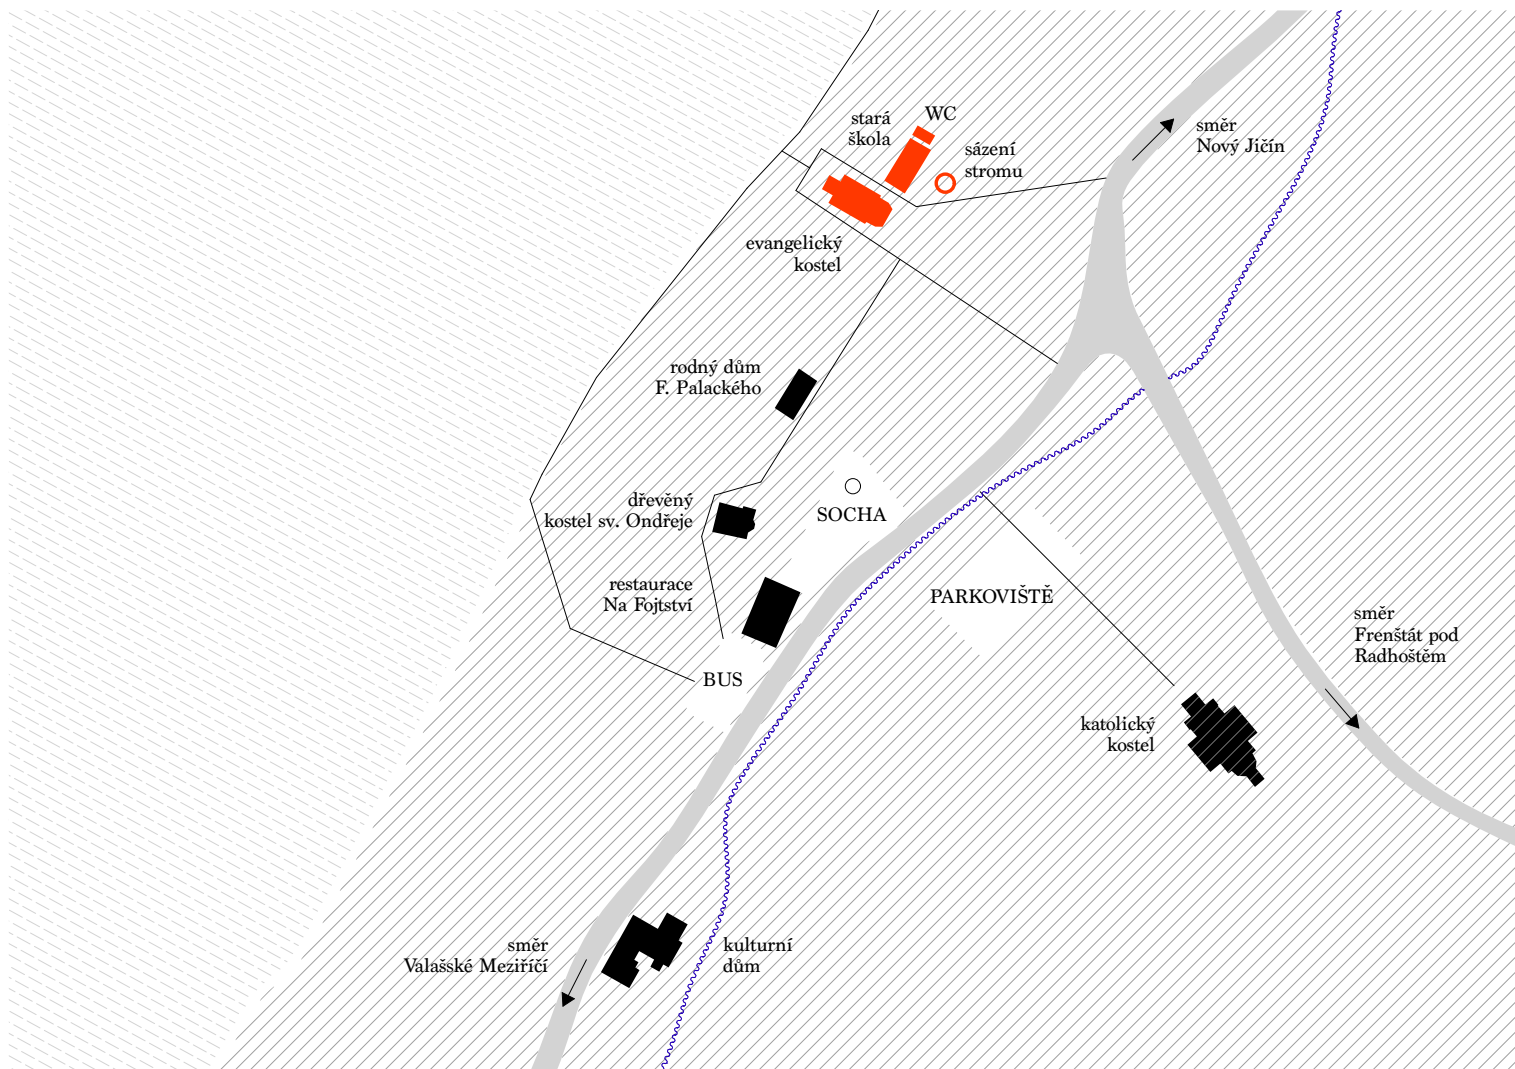 WC
stará
škola
sázení
stromu
směr
Nový Jičín
evangelický
kostel
rodný dům
F. Palackého
dřevěný
kostel sv. Ondřeje
SOCHA
restaurace
Na Fojtství
PARKOVIŠTĚ
směr
Frenštát pod
Radhoštěm
BUS
katolický
kostel
směr
Valašské Meziříčí
kulturní
dům